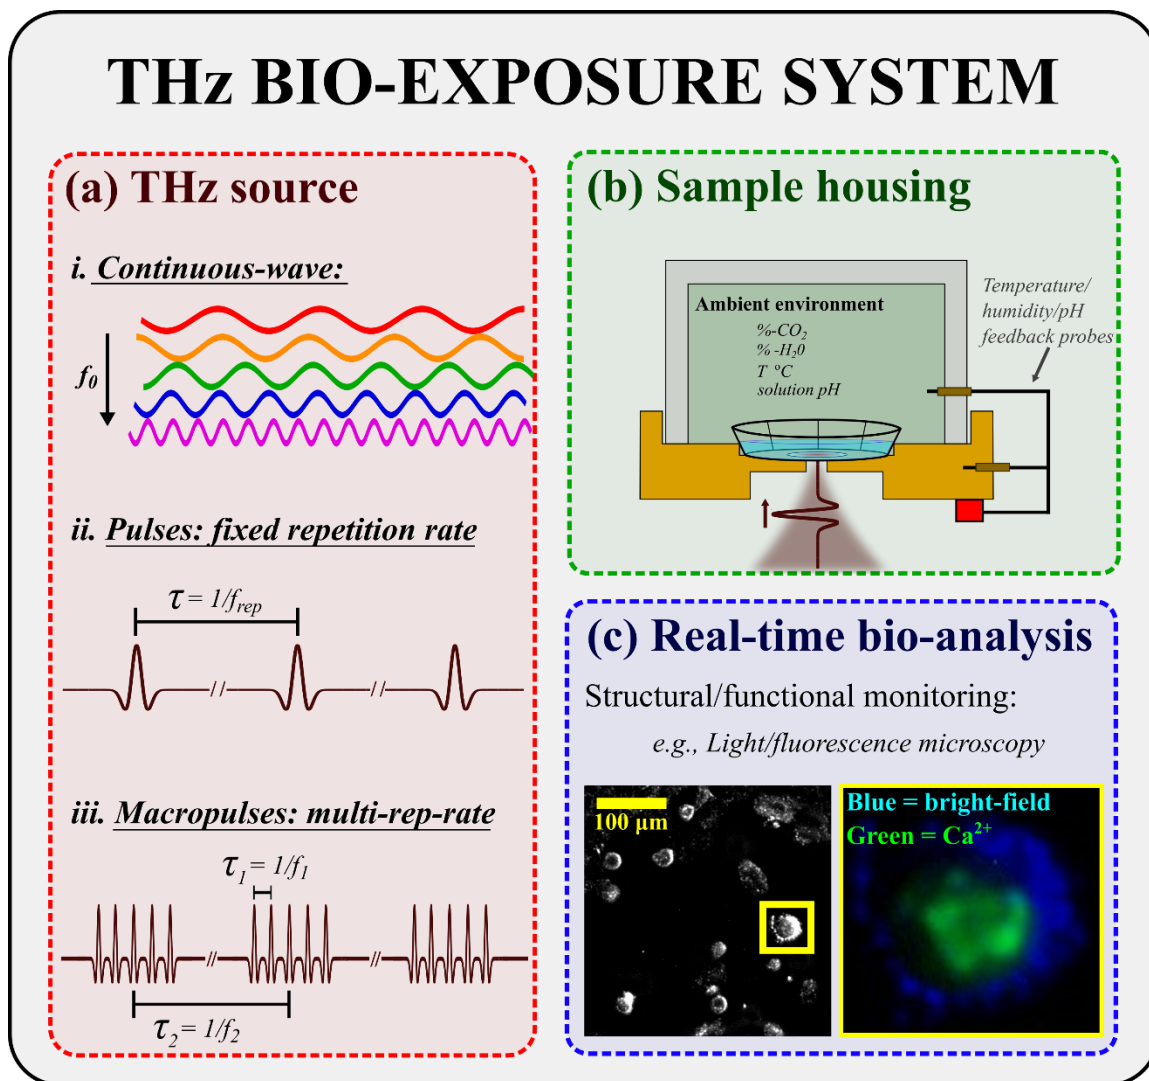 THz BIO-EXPOSURE SYSTEM
(a) THz source
i. Continuous-wave:
f₀
ii. Pulses: fixed repetition rate
τ = 1/f_rep
//
//
iii. Macropulses: multi-rep-rate
τ₁ = 1/f₁
//
//
τ₂ = 1/f₂
(b) Sample housing
Ambient environment
%-CO₂
% -H₂0
T °C
solution pH
Temperature/
humidity/pH
feedback probes
(c) Real-time bio-analysis
Structural/functional monitoring:
e.g., Light/fluorescence microscopy
100 µm
Blue = bright-field
Green = Ca²⁺